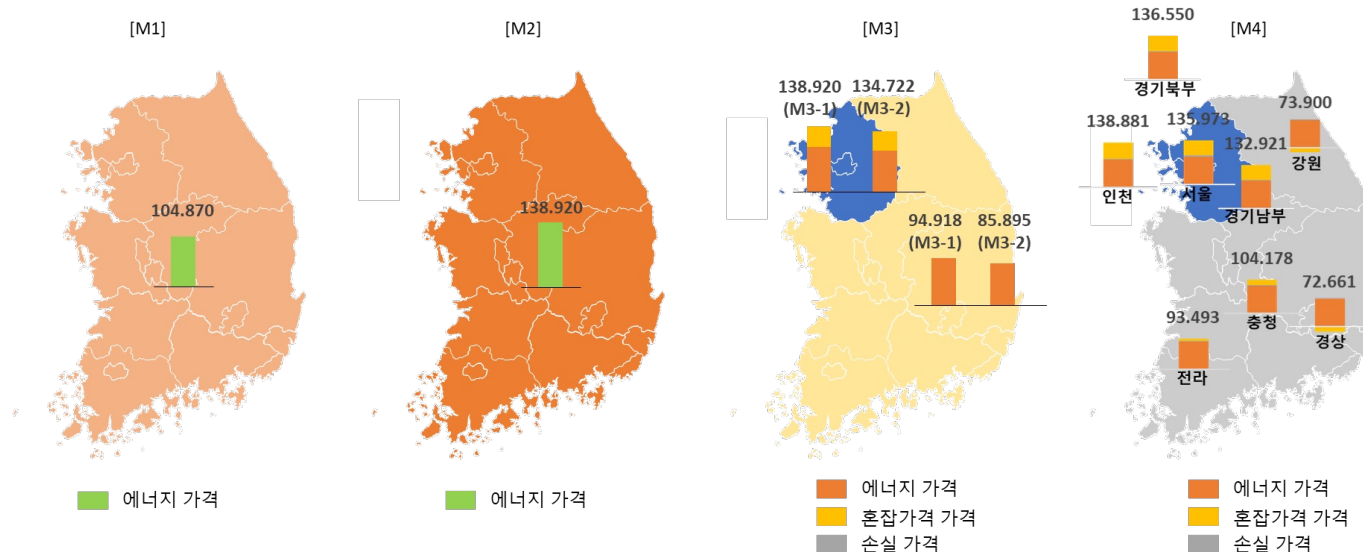 [M1]
[M2]
[M3]
[M4]
104.870
138.920
138.920
(M3-1)
134.722
(M3-2)
94.918
(M3-1)
85.895
(M3-2)
136.550
경기북부
138.881
인천
135.973
서울
132.921
경기남부
73.900
강원
104.178
충청
72.661
경상
93.493
전라
에너지 가격
에너지 가격
에너지 가격
혼잡가격 가격
손실 가격
에너지 가격
혼잡가격 가격
손실 가격